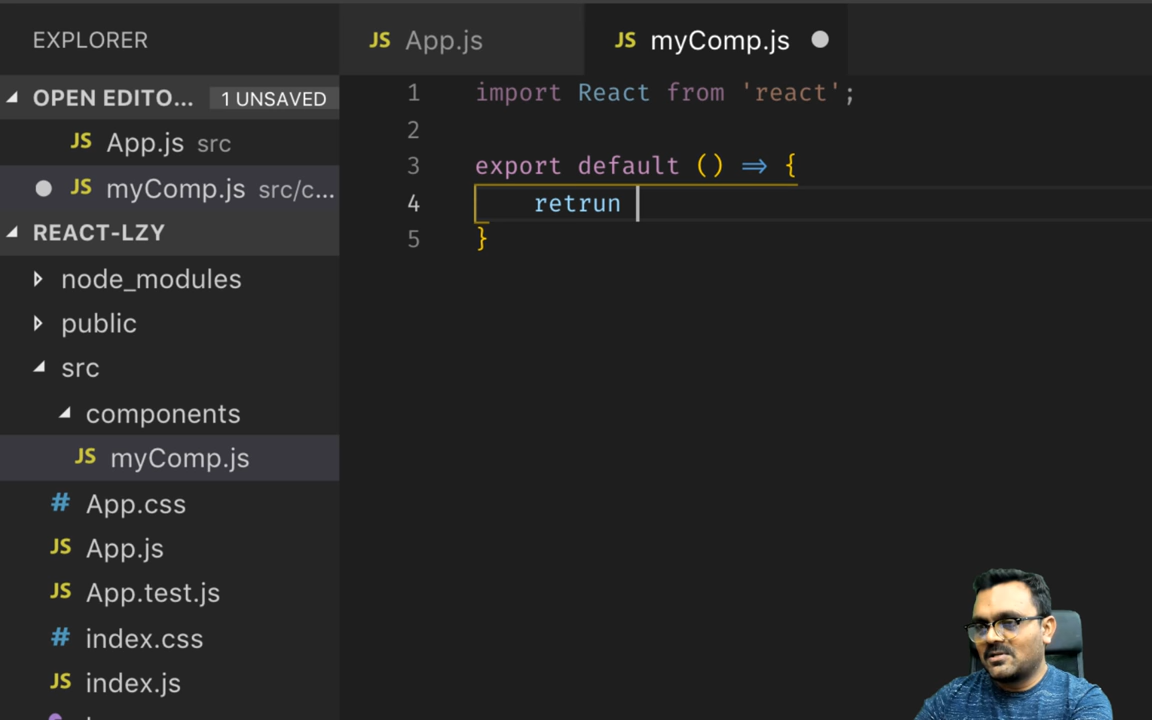 EXPLORER
JS App.js
JS myComp.js
OPEN EDITO... 1 UNSAVED
JS App.js src
JS myComp.js src/c...
REACT-LZY
node_modules
public
src
components
JS myComp.js
# App.css
JS App.js
JS App.test.js
# index.css
JS index.js
1 import React from 'react';
2
3 export default () => {
4 retrun
5 }